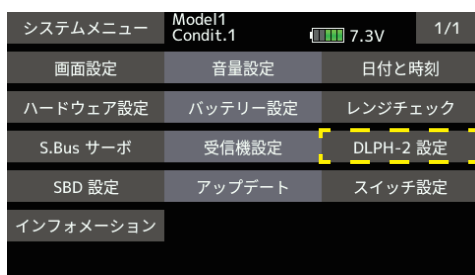 システムメニュー
Model1
Condit.1
7.3V
1/1
画面設定
音量設定
日付と時刻
ハードウェア設定
バッテリー設定
レンジチェック
S.Bus サーボ
受信機設定
DLPH-2 設定
SBD 設定
アップデート
スイッチ設定
インフォメーション